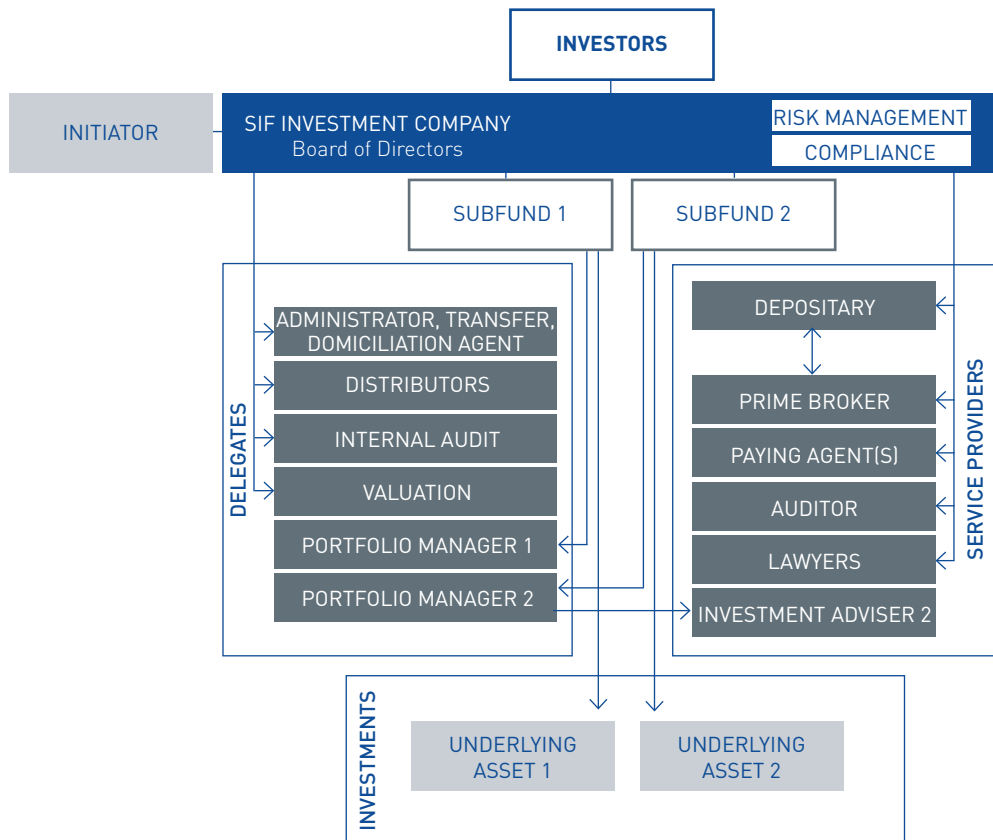 INVESTORS
INITIATOR
SIF INVESTMENT COMPANY
Board of Directors
RISK MANAGEMENT
COMPLIANCE
SUBFUND 1
SUBFUND 2
DELEGATES
ADMINISTRATOR, TRANSFER,
DOMICILIATION AGENT
DISTRIBUTORS
INTERNAL AUDIT
VALUATION
PORTFOLIO MANAGER 1
PORTFOLIO MANAGER 2
DEPOSITARY
PRIME BROKER
PAYING AGENT(S)
AUDITOR
LAWYERS
INVESTMENT ADVISER 2
SERVICE PROVIDERS
INVESTMENTS
UNDERLYING
ASSET 1
UNDERLYING
ASSET 2